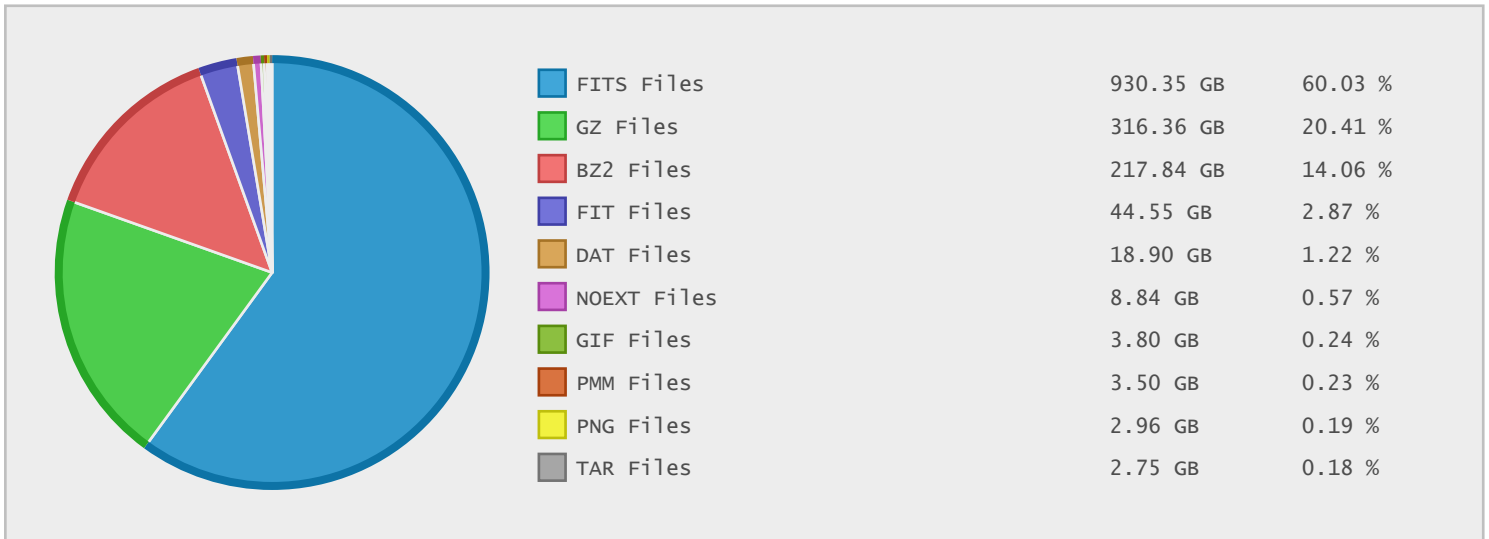 FITS Files 930.35 GB 60.03 %
GZ Files 316.36 GB 20.41 %
BZ2 Files 217.84 GB 14.06 %
FIT Files 44.55 GB 2.87 %
DAT Files 18.90 GB 1.22 %
NOEXT Files 8.84 GB 0.57 %
GIF Files 3.80 GB 0.24 %
PMM Files 3.50 GB 0.23 %
PNG Files 2.96 GB 0.19 %
TAR Files 2.75 GB 0.18 %